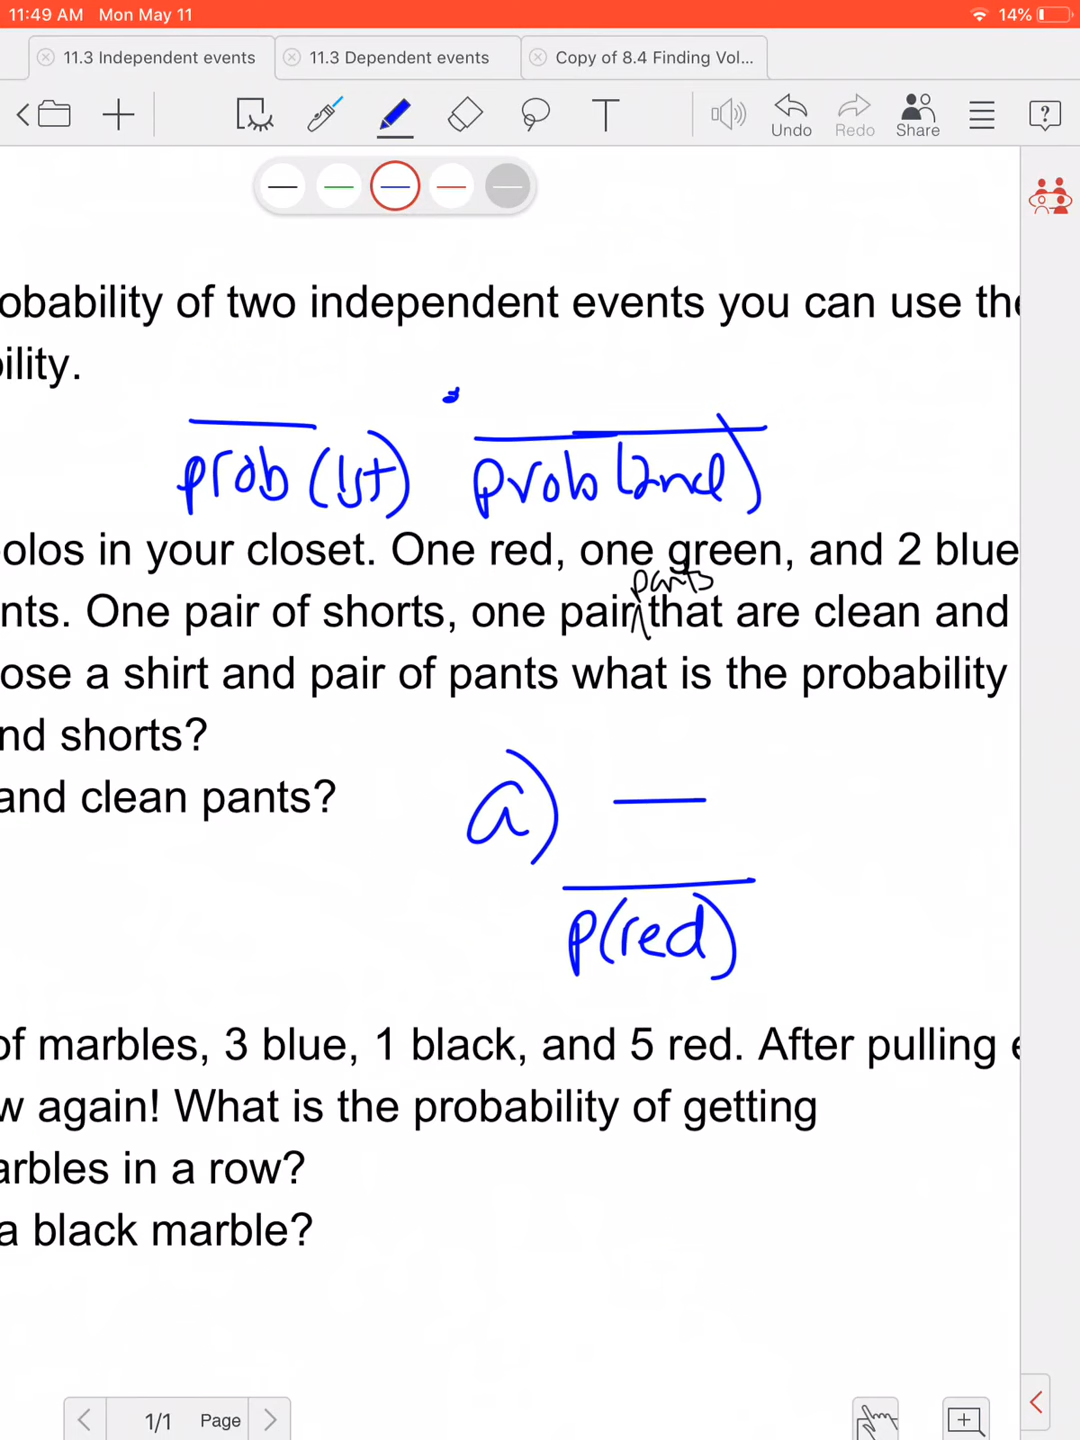 11:49 AM Mon May 11 14%
11.3 Independent events 11.3 Dependent events Copy of 8.4 Finding Vol...
T Undo Redo Share ?
obability of two independent events you can use the
ility.
prob (1st) prob (2nd)
olos in your closet. One red, one green, and 2 blue
pants
nts. One pair of shorts, one pair that are clean and
ose a shirt and pair of pants what is the probability
nd shorts?
and clean pants?
a)
p(red)
of marbles, 3 blue, 1 black, and 5 red. After pulling e
w again! What is the probability of getting
arbles in a row?
a black marble?
1/1 Page